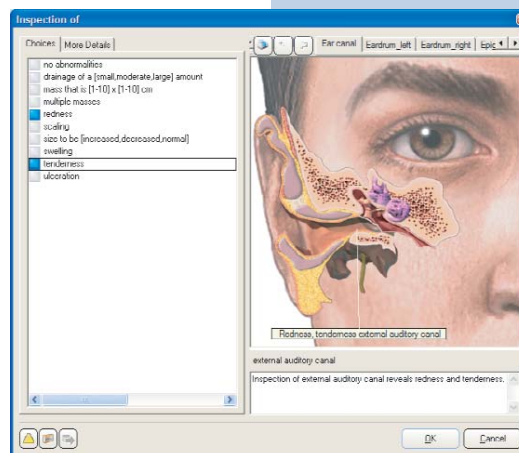 Inspection of
Choices
More Details
Ear canal
Eardrum_left
Eardrum_right
no abnormalities
drainage of a [small,moderate,large] amount
mass that is [1-10] x [1-10] cm
multiple masses
redness
scaling
size to be [increased,decreased,normal]
swelling
tenderness
ulceration
Redness, tenderness external auditory canal
external auditory canal
Inspection of external auditory canal reveals redness and tenderness.
OK
Cancel